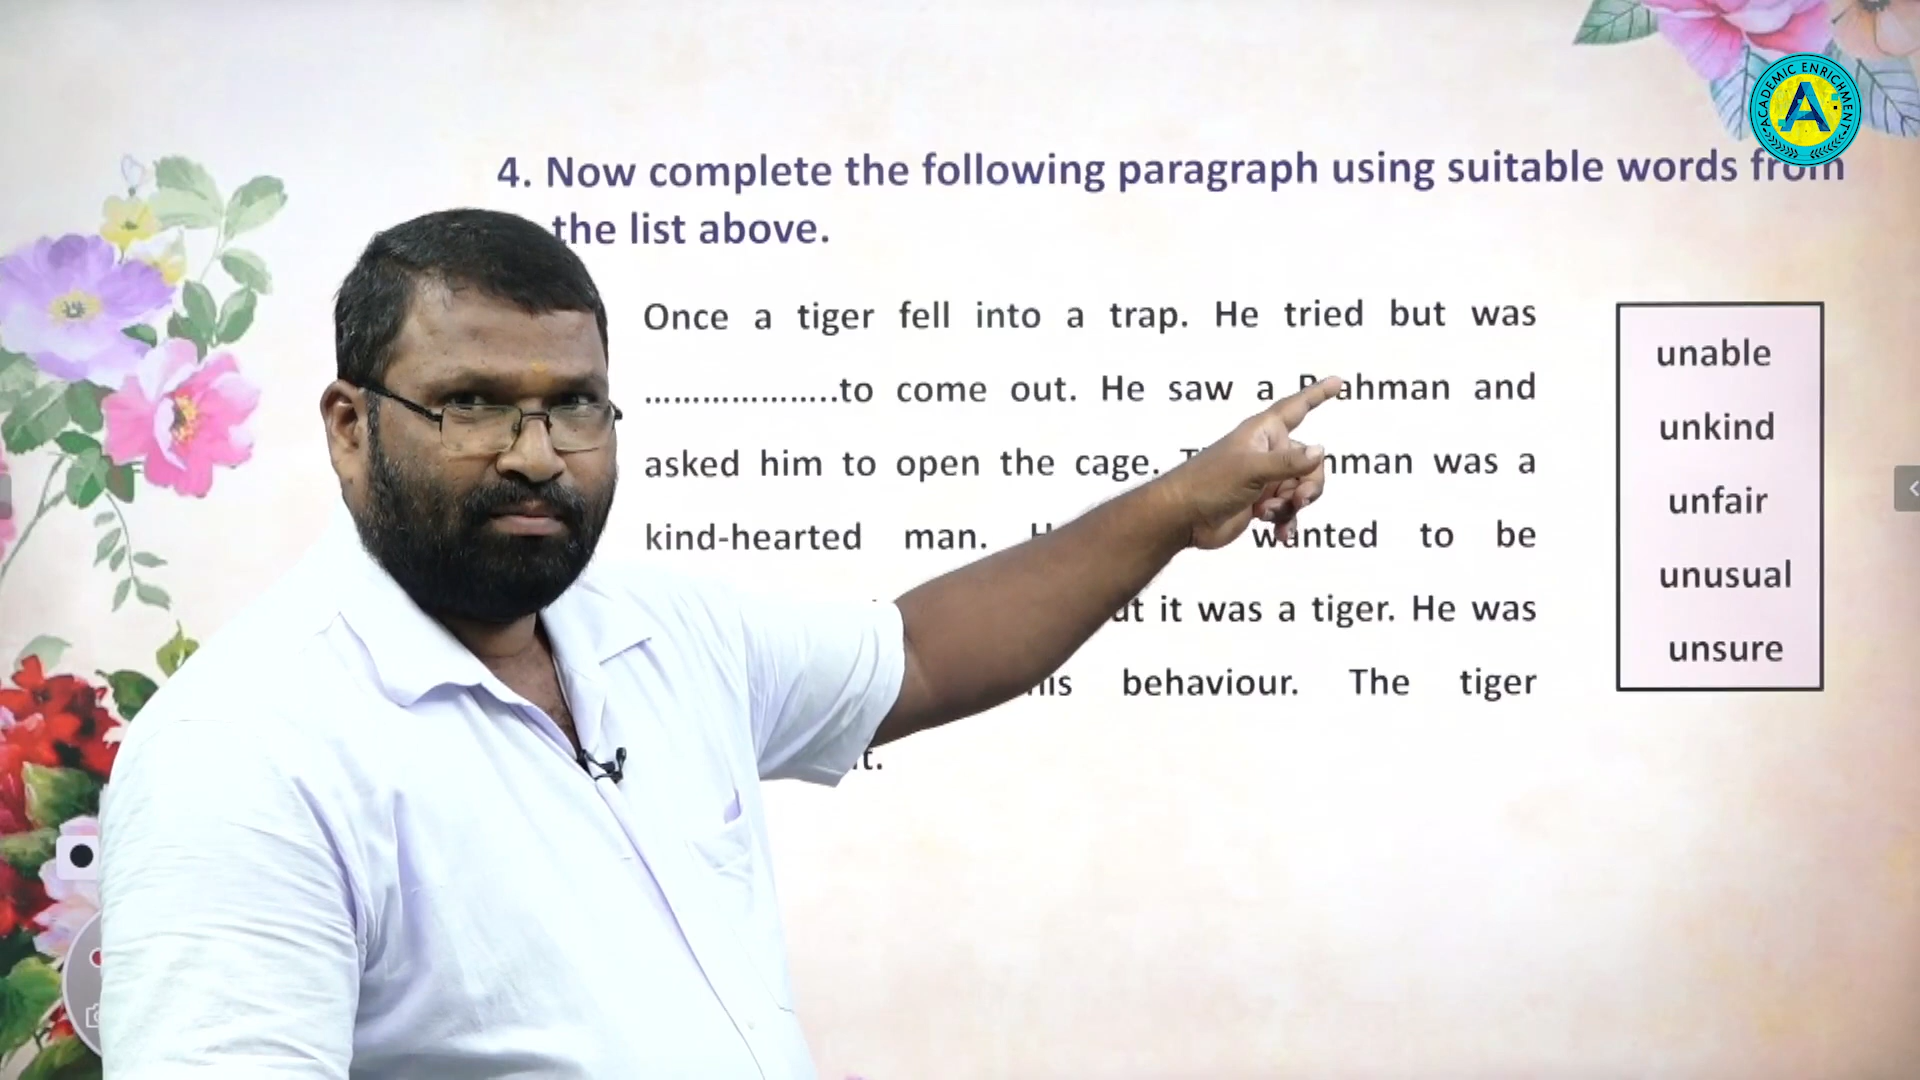 ACADEMIC ENRICHMENT
A
4. Now complete the following paragraph using suitable words from
the list above.
Once a tiger fell into a trap. He tried but was
....................to come out. He saw a Brahman and
asked him to open the cage. man was a
kind-hearted man. wanted to be
it was a tiger. He was
behaviour. The tiger
unable
unkind
unfair
unusual
unsure